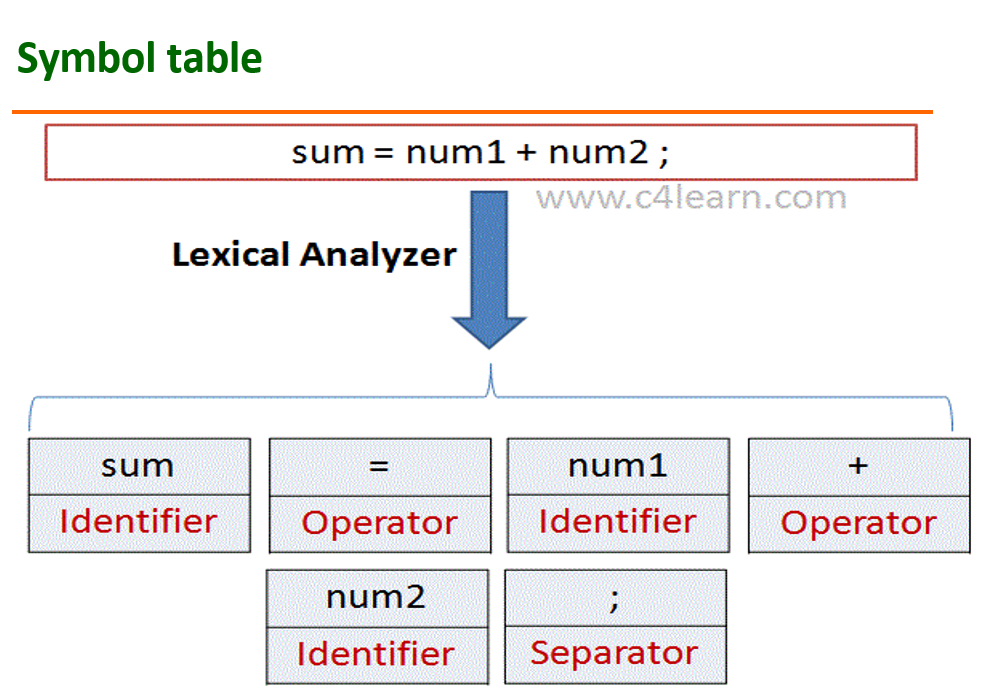 Symbol table
sum = num1 + num2 ;
www.c4learn.com
Lexical Analyzer
sum
=
num1
+
Identifier
Operator
Identifier
Operator
num2
;
Identifier
Separator